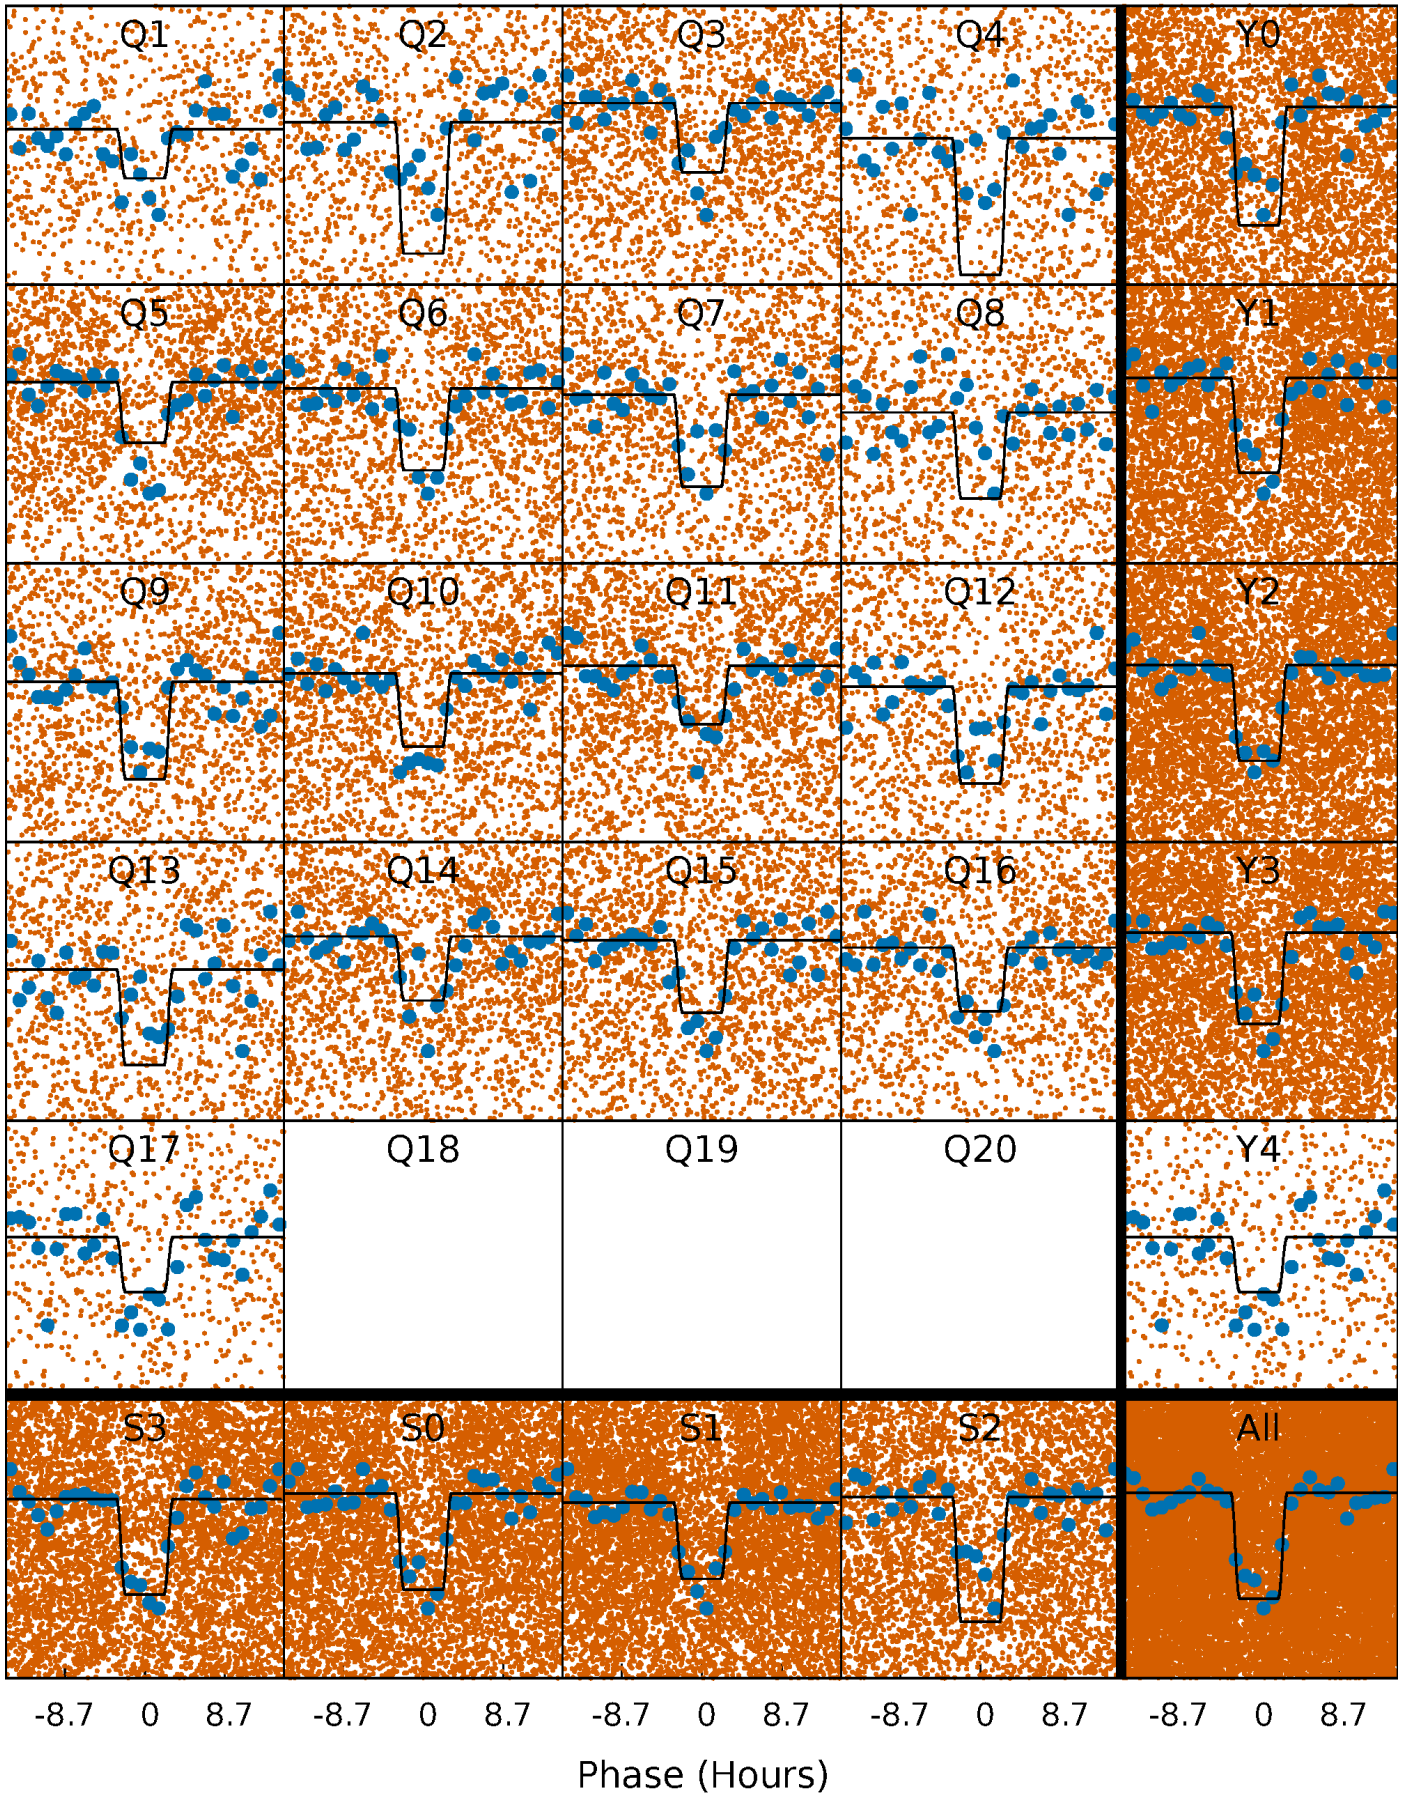 Q1 Q2 Q3 Q4 Y0
Q5 Q6 Q7 Q8 Y1
Q9 Q10 Q11 Q12 Y2
Q13 Q14 Q15 Q16 Y3
Q17 Q18 Q19 Q20 Y4
S3 S0 S1 S2 All
-8.7 0 8.7 -8.7 0 8.7 -8.7 0 8.7 -8.7 0 8.7 -8.7 0 8.7
Phase (Hours)